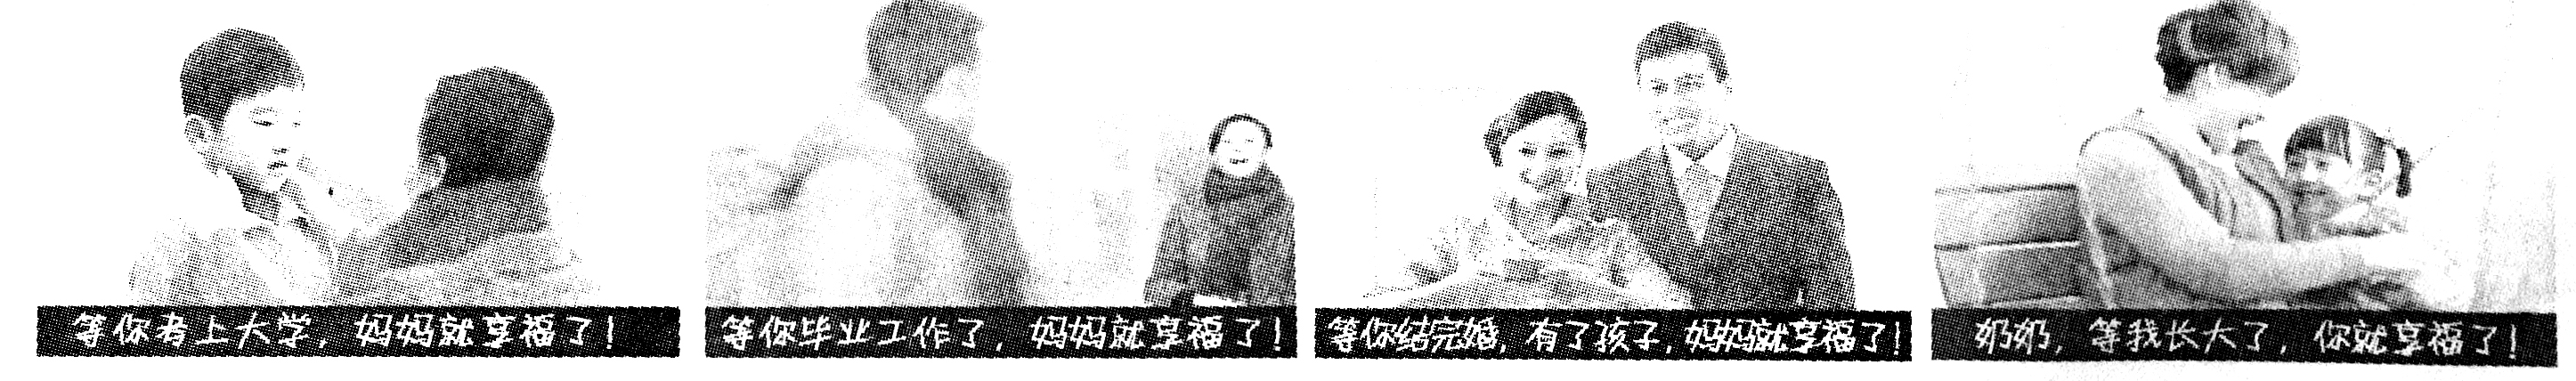 等你考上大学，妈妈就享福了！
等你毕业工作了，妈妈就享福了！
等你结完婚，有了孩子，妈妈就享福了！
奶奶，等我长大了，你就享福了！